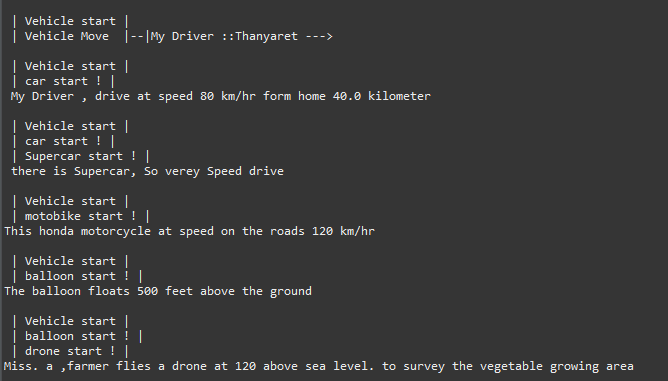 | Vehicle start |
| Vehicle Move  |--|My Driver ::Thanyaret --->
| Vehicle start |
| car start ! |
My Driver , drive at speed 80 km/hr form home 40.0 kilometer
| Vehicle start |
| car start ! |
| Supercar start ! |
there is Supercar, So verey Speed drive
| Vehicle start |
| motobike start ! |
This honda motorcycle at speed on the roads 120 km/hr
| Vehicle start |
| balloon start ! |
The balloon floats 500 feet above the ground
| Vehicle start |
| balloon start ! |
| drone start ! |
Miss. a ,farmer flies a drone at 120 above sea level. to survey the vegetable growing area